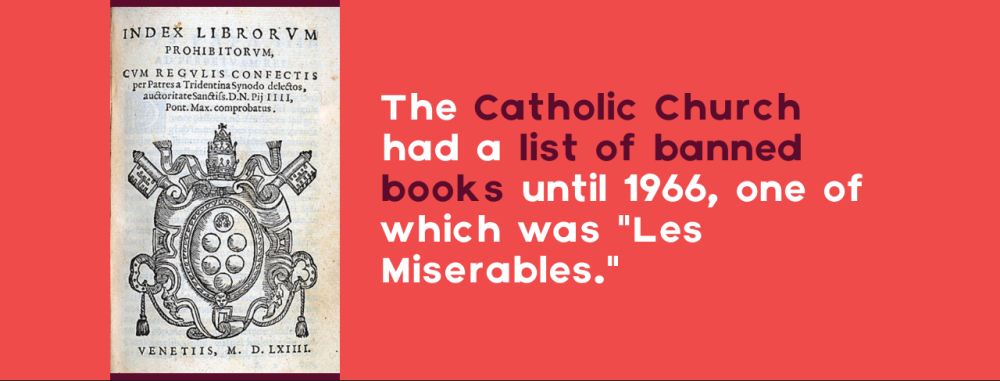 INDEX LIBRORVM
PROHIBITORVM,
CVM REGVLIS CONFECTIS
per Patres a Tridentina Synodo delectos,
auctoritate Sanctiſs. D.N. Pij IIII,
Pont. Max. comprobatus.
VENETIIS, M. D. LXIIII.
The Catholic Church
had a list of banned
books until 1966, one of
which was "Les
Miserables."